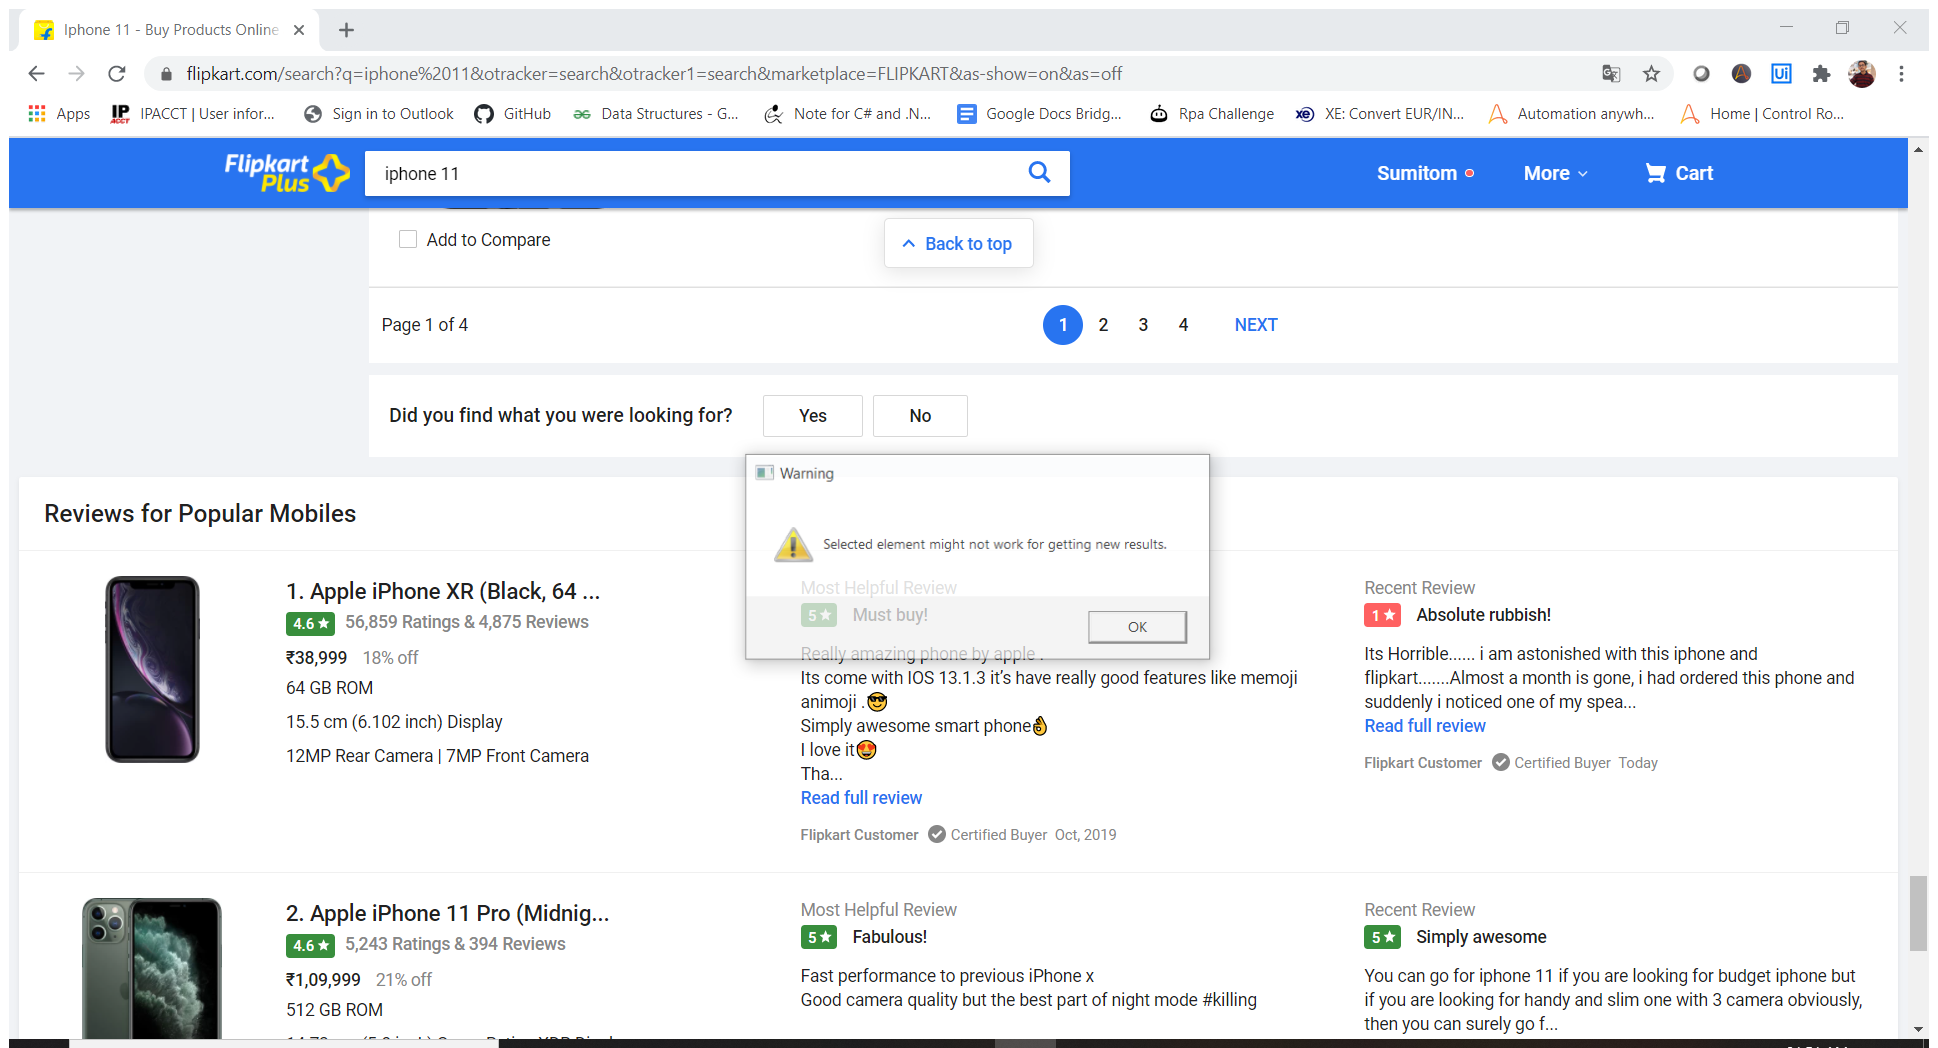 Iphone 11 - Buy Products Online
flipkart.com/search?q=iphone%2011&otracker=search&otracker1=search&marketplace=FLIPKART&as-show=on&as=off
Apps IPACCT | User infor... Sign in to Outlook GitHub Data Structures - G... Note for C# and .N... Google Docs Bridg... Rpa Challenge XE: Convert EUR/IN... Automation anywh... Home | Control Ro...
Flipkart Plus
iphone 11
Sumitom More Cart
Add to Compare
Back to top
Page 1 of 4
1 2 3 4 NEXT
Did you find what you were looking for? Yes No
Warning
Selected element might not work for getting new results.
OK
Reviews for Popular Mobiles
1. Apple iPhone XR (Black, 64 ...
4.6★ 56,859 Ratings & 4,875 Reviews
₹38,999 18% off
64 GB ROM
15.5 cm (6.102 inch) Display
12MP Rear Camera | 7MP Front Camera
Most Helpful Review
5★ Must buy!
Really amazing phone by apple .
Its come with IOS 13.1.3 it’s have really good features like memoji
animoji .😎
Simply awesome smart phone👌
I love it😍
Tha...
Read full review
Flipkart Customer Certified Buyer Oct, 2019
Recent Review
1★ Absolute rubbish!
Its Horrible...... i am astonished with this iphone and
flipkart.......Almost a month is gone, i had ordered this phone and
suddenly i noticed one of my spea...
Read full review
Flipkart Customer Certified Buyer Today
2. Apple iPhone 11 Pro (Midnig...
4.6★ 5,243 Ratings & 394 Reviews
₹1,09,999 21% off
512 GB ROM
Most Helpful Review
5★ Fabulous!
Fast performance to previous iPhone x
Good camera quality but the best part of night mode #killing
Recent Review
5★ Simply awesome
You can go for iphone 11 if you are looking for budget iphone but
if you are looking for handy and slim one with 3 camera obviously,
then you can surely go f...